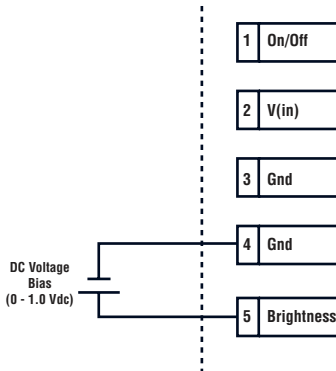 1 On/Off
2 V(in)
3 Gnd
4 Gnd
DC Voltage
Bias
(0 - 1.0 Vdc)
5 Brightness